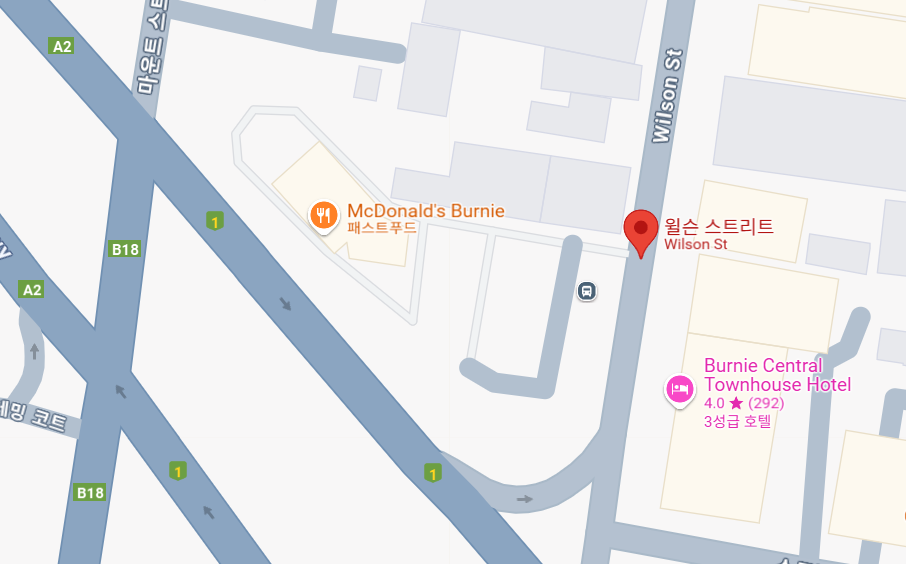 A2
마운트 스트
Wilson St
McDonald's Burnie
패스트푸드
1
윌슨 스트리트
Wilson St
B18
A2
Burnie Central
Townhouse Hotel
4.0 ★ (292)
3성급 호텔
코트
1
1
B18